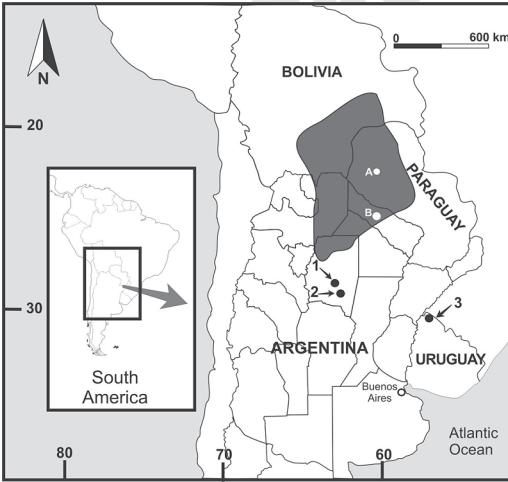 0 600 km
N
BOLIVIA
20
A
PARAGUAY
B
1
2
3
30
ARGENTINA
URUGUAY
South
America
Buenos
Aires
Atlantic
Ocean
80
70
60